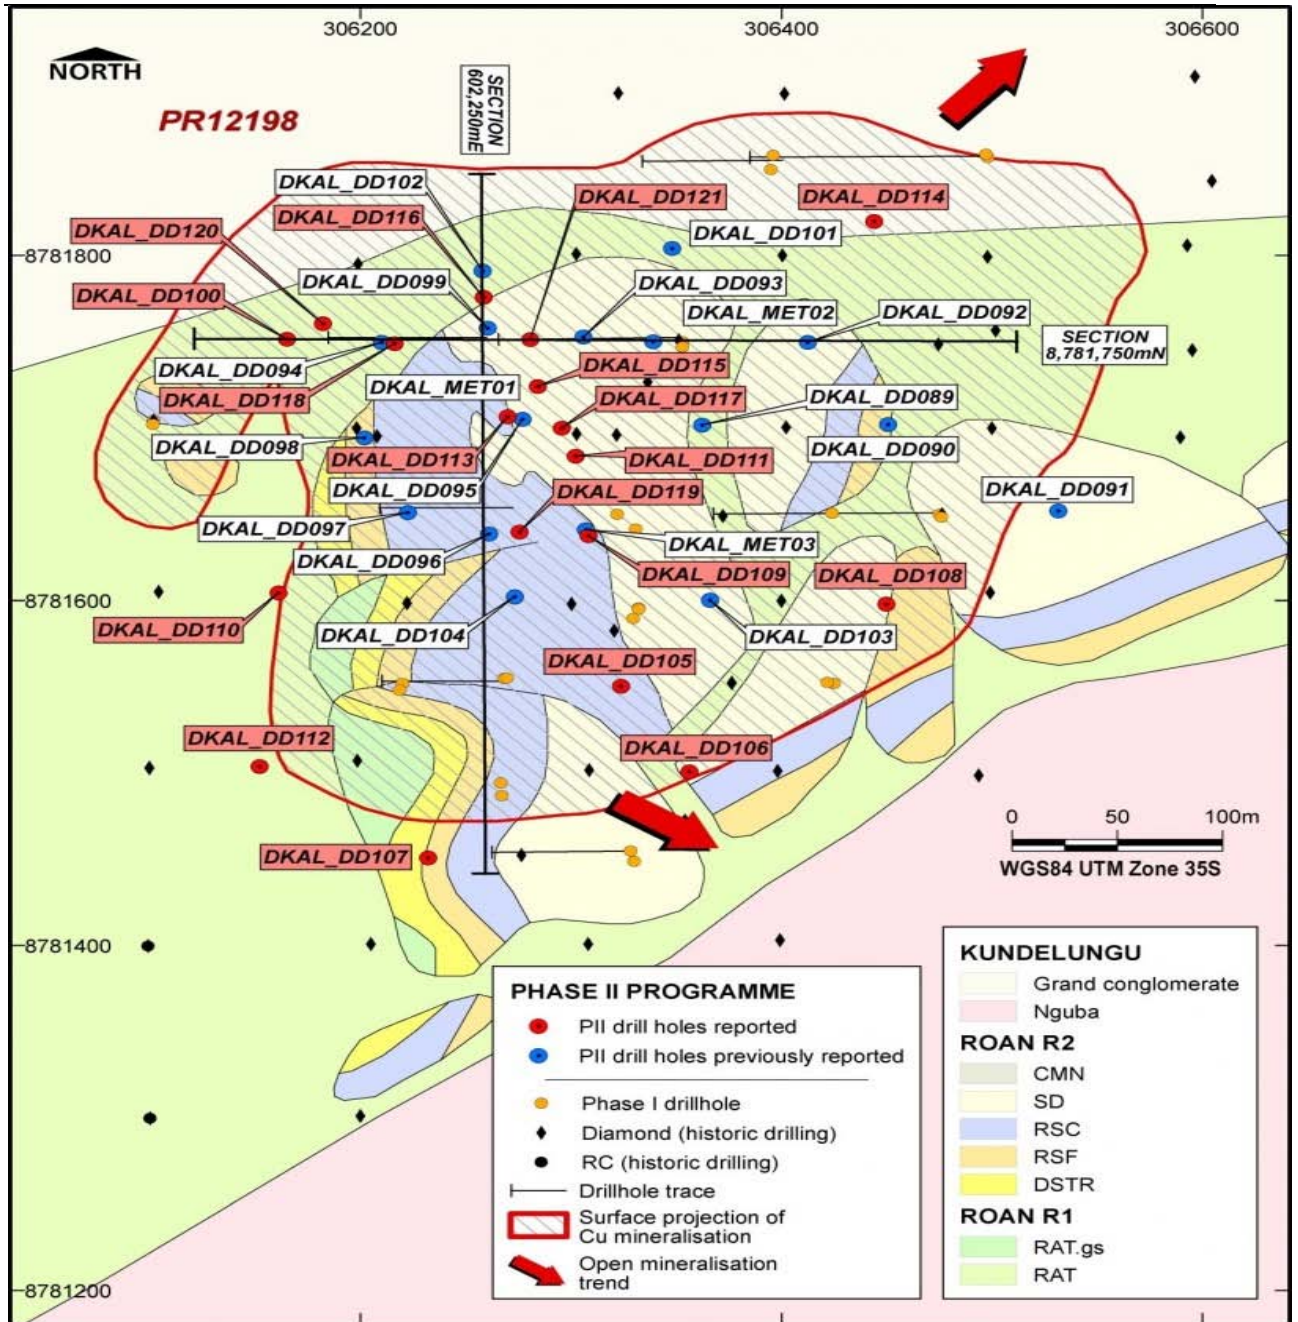 306200
306400
306600
NORTH
PR12198
SECTION
602,250mE
DKAL_DD102
DKAL_DD116
DKAL_DD121
DKAL_DD114
DKAL_DD120
DKAL_DD101
8781800
DKAL_DD099
DKAL_DD093
DKAL_DD100
DKAL_MET02
DKAL_DD092
SECTION
8,781,750mN
DKAL_DD094
DKAL_DD115
DKAL_MET01
DKAL_DD118
DKAL_DD117
DKAL_DD089
DKAL_DD098
DKAL_DD090
DKAL_DD113
DKAL_DD111
DKAL_DD095
DKAL_DD119
DKAL_DD091
DKAL_DD097
DKAL_MET03
DKAL_DD096
DKAL_DD109
DKAL_DD108
8781600
DKAL_DD110
DKAL_DD104
DKAL_DD103
DKAL_DD105
DKAL_DD112
DKAL_DD106
0 50 100m
WGS84 UTM Zone 35S
DKAL_DD107
8781400
PHASE II PROGRAMME
PII drill holes reported
PII drill holes previously reported
Phase I drillhole
Diamond (historic drilling)
RC (historic drilling)
Drillhole trace
Surface projection of
Cu mineralisation
Open mineralisation
trend
KUNDELUNGU
Grand conglomerate
Nguba
ROAN R2
CMN
SD
RSC
RSF
DSTR
ROAN R1
RAT.gs
RAT
8781200